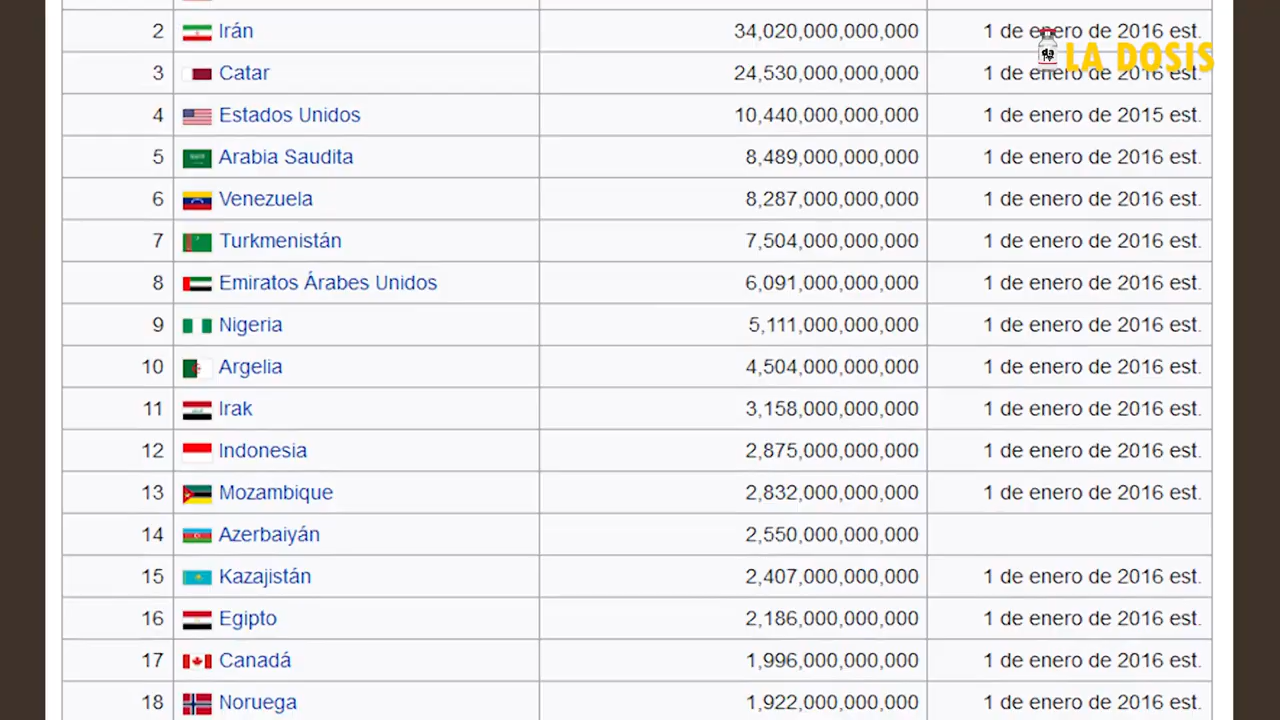 2 Irán 34,020,000,000,000 1 de enero de 2016 est.
LA DOSIS
3 Catar 24,530,000,000,000 1 de enero de 2016 est.
4 Estados Unidos 10,440,000,000,000 1 de enero de 2015 est.
5 Arabia Saudita 8,489,000,000,000 1 de enero de 2016 est.
6 Venezuela 8,287,000,000,000 1 de enero de 2016 est.
7 Turkmenistán 7,504,000,000,000 1 de enero de 2016 est.
8 Emiratos Árabes Unidos 6,091,000,000,000 1 de enero de 2016 est.
9 Nigeria 5,111,000,000,000 1 de enero de 2016 est.
10 Argelia 4,504,000,000,000 1 de enero de 2016 est.
11 Irak 3,158,000,000,000 1 de enero de 2016 est.
12 Indonesia 2,875,000,000,000 1 de enero de 2016 est.
13 Mozambique 2,832,000,000,000 1 de enero de 2016 est.
14 Azerbaiyán 2,550,000,000,000
15 Kazajistán 2,407,000,000,000 1 de enero de 2016 est.
16 Egipto 2,186,000,000,000 1 de enero de 2016 est.
17 Canadá 1,996,000,000,000 1 de enero de 2016 est.
18 Noruega 1,922,000,000,000 1 de enero de 2016 est.